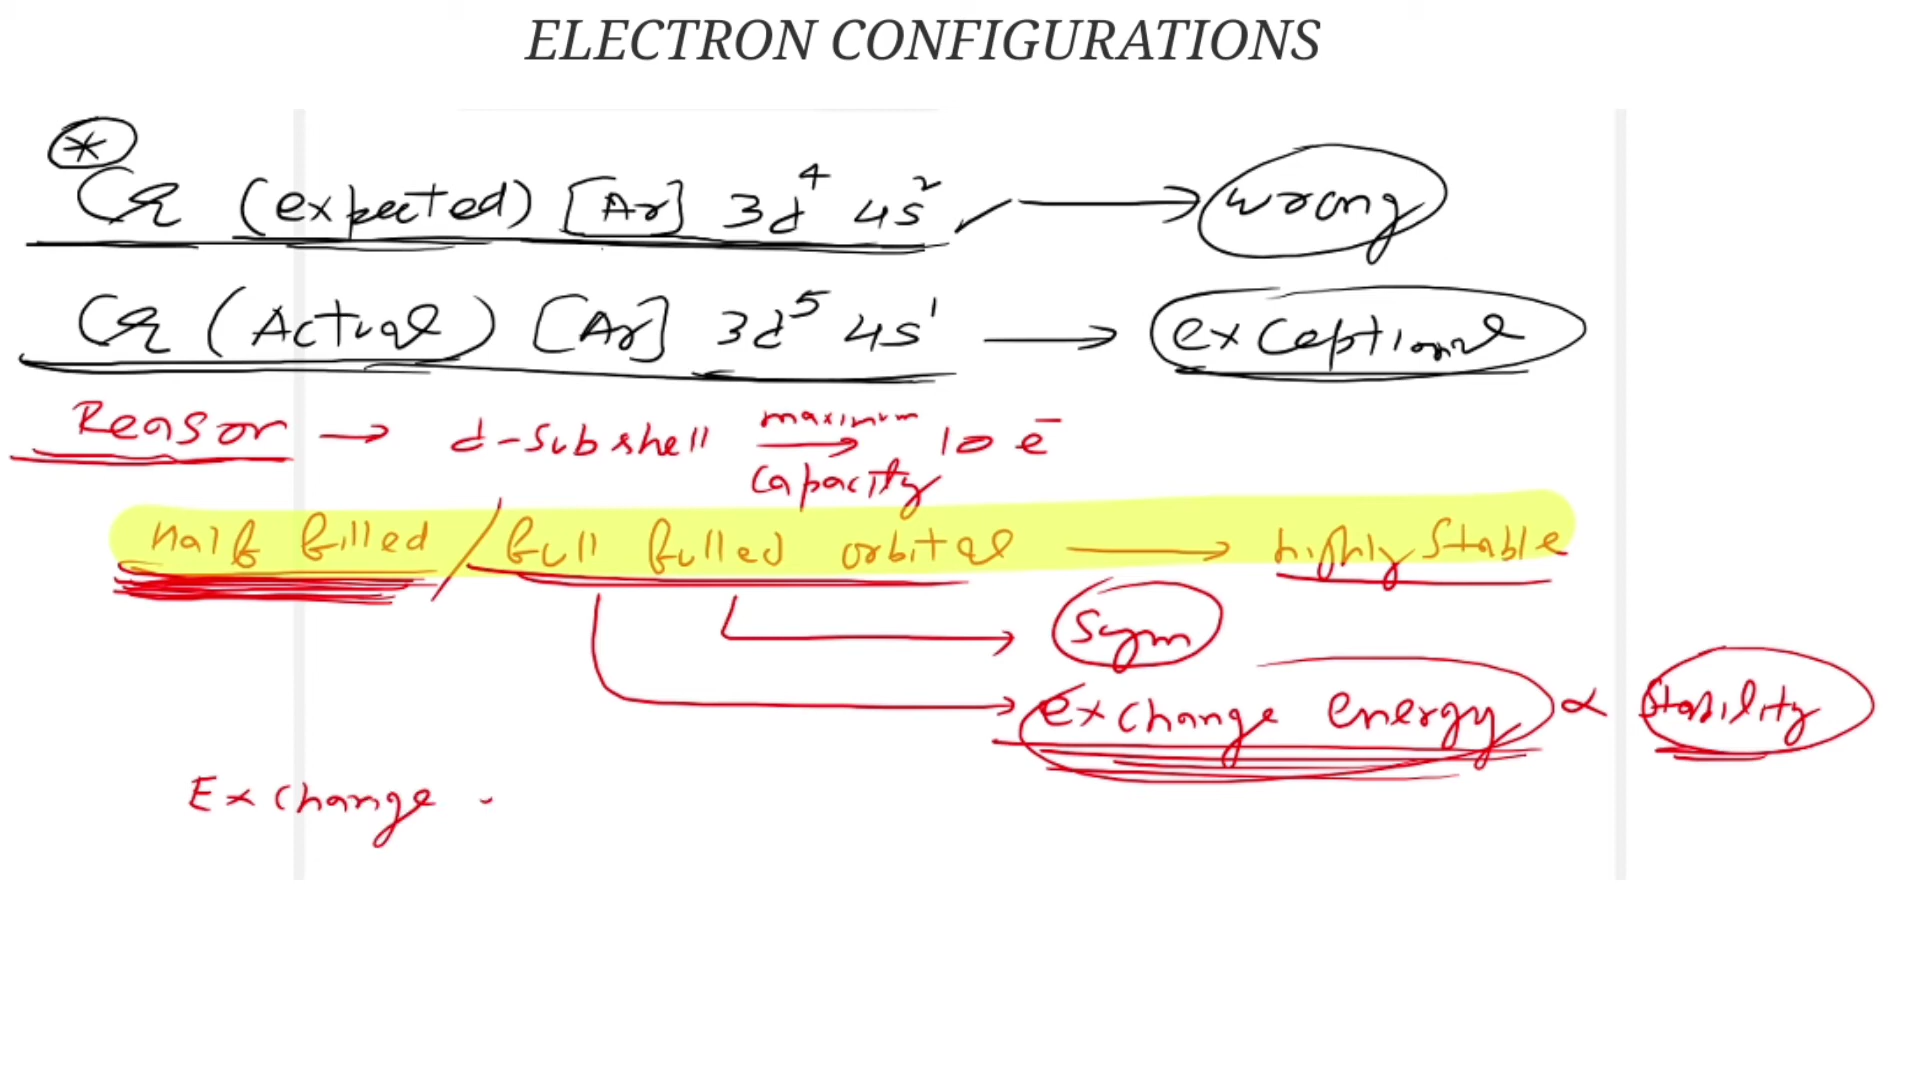 ELECTRON CONFIGURATIONS
*
Cr (expected) [Ar] 3d⁴ 4s² → wrong
Cr (Actual) [Ar] 3d⁵ 4s¹ → exceptional
Reason → d-subshell maximum capacity → 10 e⁻
half filled / full fulled orbital → highly stable
Sym
exchange energy ∝ stability
Exchange -